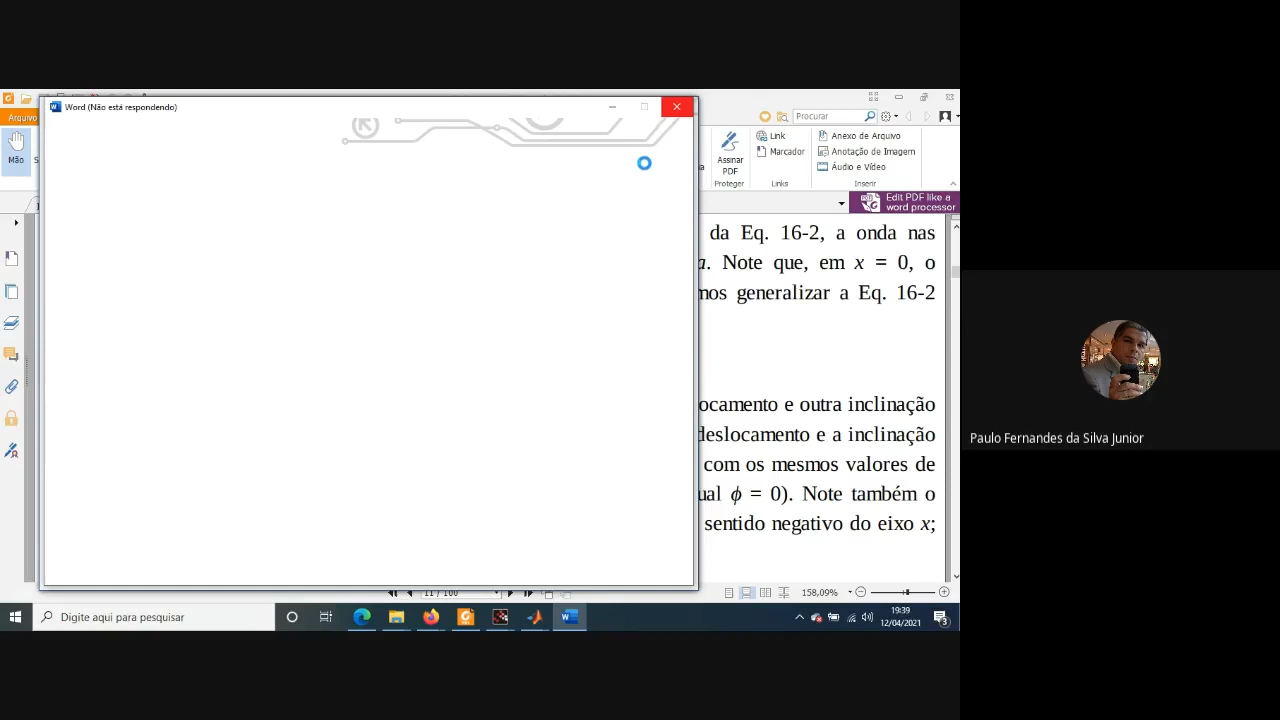 Word (Não está respondendo)
Arquivo
Procurar
Mão
Assinar
PDF
Proteger
Link
Marcador
Links
Anexo de Arquivo
Anotação de Imagem
Áudio e Vídeo
Inserir
Edit PDF like a
word processor
da Eq. 16-2, a onda nas
a. Note que, em x = 0, o
mos generalizar a Eq. 16-2
locamento e outra inclinação
deslocamento e a inclinação
com os mesmos valores de
ual ϕ = 0). Note também o
sentido negativo do eixo x;
Paulo Fernandes da Silva Junior
11 / 100
158,09%
Digite aqui para pesquisar
19:39
12/04/2021
3